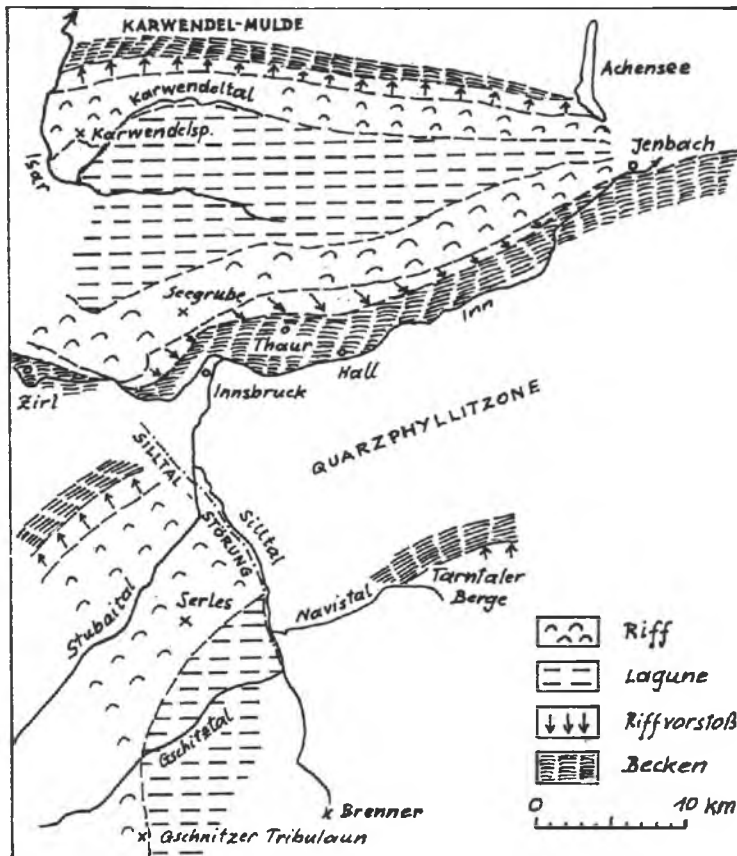 KARWENDEL-MULDE
Achensee
Karwendeltal
Karwendelsp.
Isar
Jenbach
Seegrube
Thaur
Inn
Hall
Innsbruck
Zirl
QUARZPHYLLITZONE
SILLTAL
STÖRUNG
Silltal
Stubaital
Serles
Navistal
Tarntaler
Berge
Gschitztal
Brenner
Gschnitzer Tribulaun
Riff
Lagune
Riffvorstoß
Becken
0 10 km